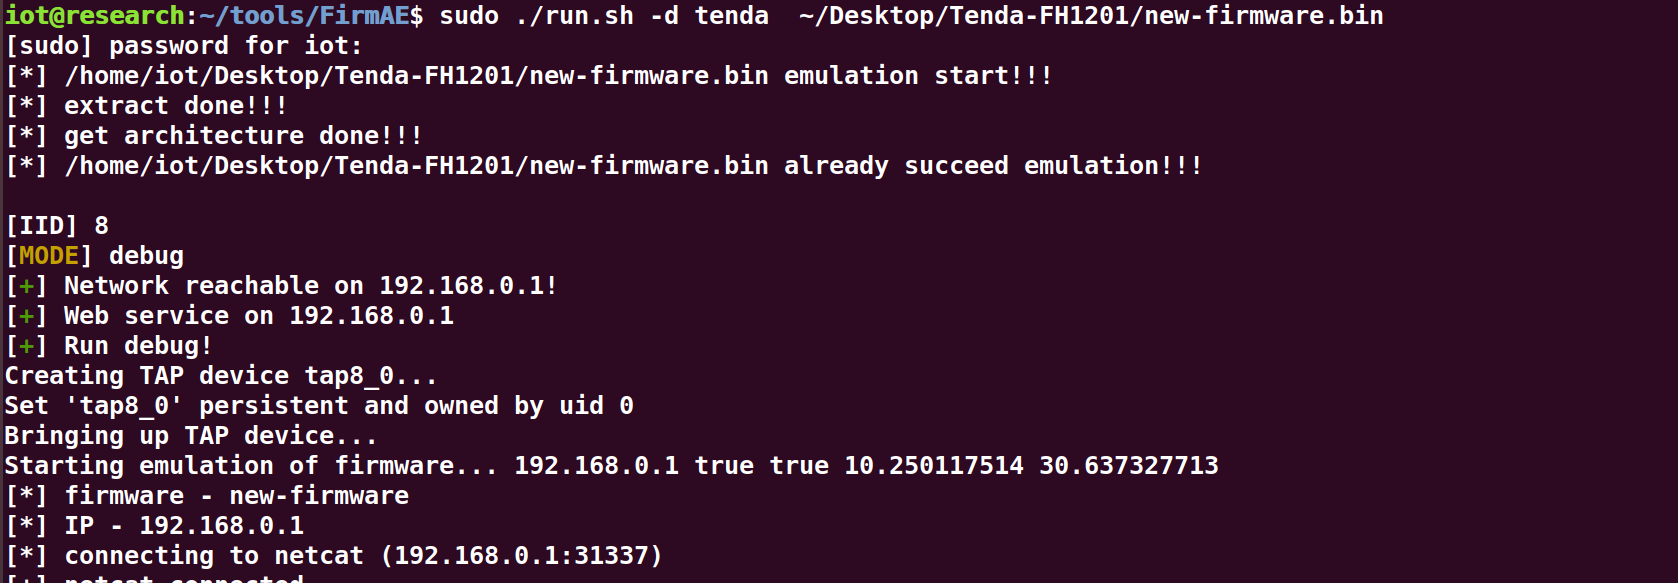 iot@research:~/tools/FirmAE$ sudo ./run.sh -d tenda  ~/Desktop/Tenda-FH1201/new-firmware.bin
[sudo] password for iot:
[*] /home/iot/Desktop/Tenda-FH1201/new-firmware.bin emulation start!!!
[*] extract done!!!
[*] get architecture done!!!
[*] /home/iot/Desktop/Tenda-FH1201/new-firmware.bin already succeed emulation!!!

[IID] 8
[MODE] debug
[+] Network reachable on 192.168.0.1!
[+] Web service on 192.168.0.1
[+] Run debug!
Creating TAP device tap8_0...
Set 'tap8_0' persistent and owned by uid 0
Bringing up TAP device...
Starting emulation of firmware... 192.168.0.1 true true 10.250117514 30.637327713
[*] firmware - new-firmware
[*] IP - 192.168.0.1
[*] connecting to netcat (192.168.0.1:31337)
[+] netcat connected